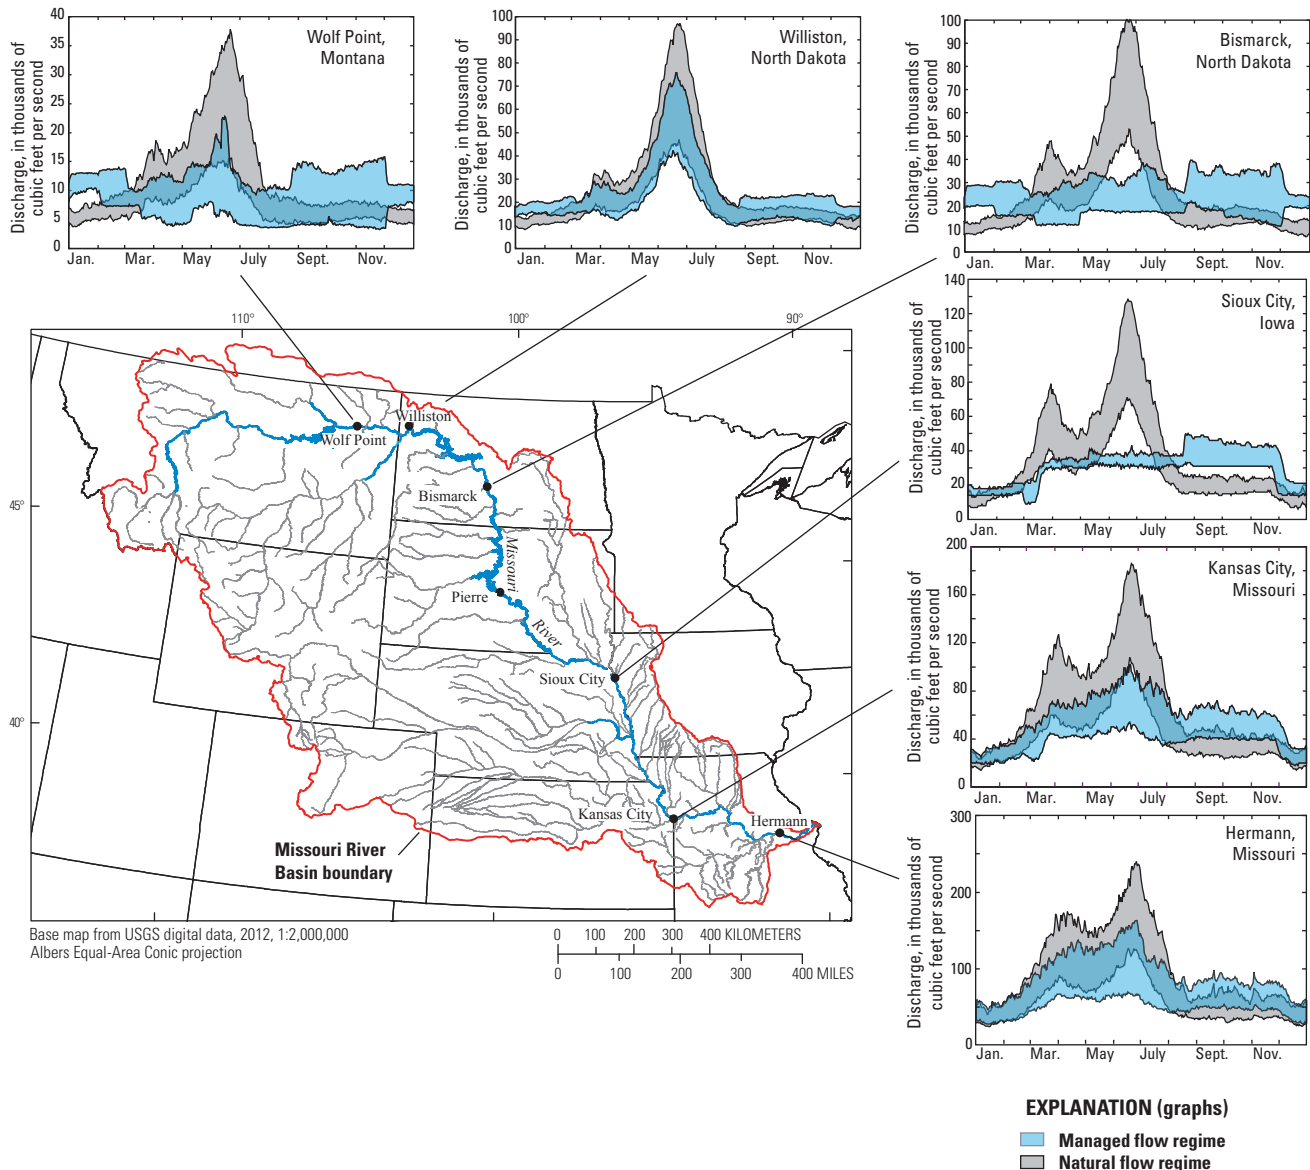 Wolf Point,
Montana
Discharge, in thousands of
cubic feet per second
40
35
30
25
20
15
10
5
0
Jan. Mar. May July Sept. Nov.
Williston,
North Dakota
Discharge, in thousands of
cubic feet per second
100
90
80
70
60
50
40
30
20
10
0
Jan. Mar. May July Sept. Nov.
Bismarck,
North Dakota
Discharge, in thousands of
cubic feet per second
100
90
80
70
60
50
40
30
20
10
0
Jan. Mar. May July Sept. Nov.
Sioux City,
Iowa
Discharge, in thousands of
cubic feet per second
140
120
100
80
60
40
20
0
Jan. Mar. May July Sept. Nov.
Kansas City,
Missouri
Discharge, in thousands of
cubic feet per second
200
160
120
80
40
0
Jan. Mar. May July Sept. Nov.
Hermann,
Missouri
Discharge, in thousands of
cubic feet per second
300
250
200
150
100
50
0
Jan. Mar. May July Sept. Nov.
110° 100° 90°
45°
40°
Williston
Wolf Point
Bismarck
Missouri
Pierre
River
Sioux City
Kansas City
Hermann
Missouri River
Basin boundary
Base map from USGS digital data, 2012, 1:2,000,000
Albers Equal-Area Conic projection
0 100 200 300 400 KILOMETERS
0 100 200 300 400 MILES
EXPLANATION (graphs)
Managed flow regime
Natural flow regime